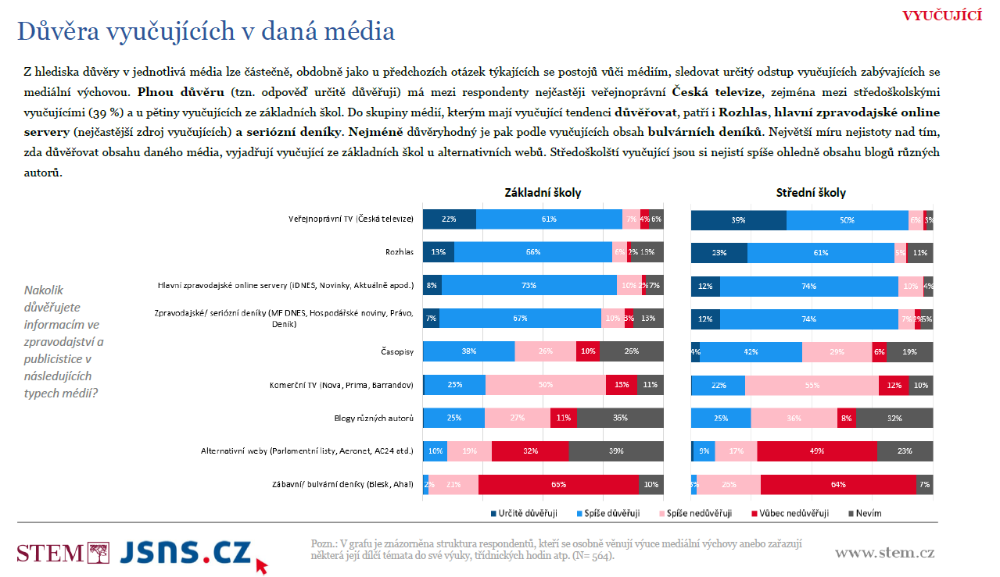 VYUČUJÍCÍ
Důvěra vyučujících v daná média
Z hlediska důvěry v jednotlivá média lze částečně, obdobně jako u předchozích otázek týkajících se postojů vůči médiím, sledovat určitý odstup vyučujících zabývajících se
mediální výchovou. Plnou důvěru (tzn. odpověď určitě důvěřuji) má mezi respondenty nejčastěji veřejnoprávní Česká televize, zejména mezi středoškolskými
vyučujícími (39 %) a u pětiny vyučujících ze základních škol. Do skupiny médií, kterým mají vyučující tendenci důvěřovat, patří i Rozhlas, hlavní zpravodajské online
servery (nejčastější zdroj vyučujících) a seriózní deníky. Nejméně důvěryhodný je pak podle vyučujících obsah bulvárních deníků. Největší míru nejistoty nad tím,
zda důvěřovat obsahu daného média, vyjadřují vyučující ze základních škol u alternativních webů. Středoškolští vyučující jsou si nejistí spíše ohledně obsahu blogů různých
autorů.
Základní školy
Střední školy
Nakolik
důvěřujete
informacím ve
zpravodajství a
publicistice v
následujících
typech médií?
Veřejnoprávní TV (Česká televize) 22% 61% 7% 4% 6% 39% 50% 6% 3%
Rozhlas 13% 66% 6% 2% 13% 23% 61% 5% 11%
Hlavní zpravodajské online servery (iDNES, Novinky, Aktuálně apod.) 8% 73% 10% 2% 7% 12% 74% 10% 4%
Zpravodajské/ seriózní deníky (MF DNES, Hospodářské noviny, Právo,
Deník) 7% 67% 10% 3% 13% 12% 74% 7% 2% 5%
Časopisy 38% 26% 10% 26% 4% 42% 29% 6% 19%
Komerční TV (Nova, Prima, Barrandov) 25% 50% 13% 11% 22% 55% 12% 10%
Blogy různých autorů 25% 27% 11% 36% 25% 36% 8% 32%
Alternativní weby (Parlamentní listy, Aeronet, AC24 atd.) 10% 19% 32% 39% 9% 17% 49% 23%
Zábavní/ bulvární deníky (Blesk, Aha!) 2% 21% 66% 10% 3% 26% 64% 7%
Určitě důvěřuji Spíše důvěřuji Spíše nedůvěřuji Vůbec nedůvěřuji Nevím
STEM
JSNS.CZ
Pozn.: V grafu je znázorněna struktura respondentů, kteří se osobně věnují výuce mediální výchovy anebo zařazují
některá její dílčí témata do své výuky, třídnických hodin atp. (N= 564).
www.stem.cz